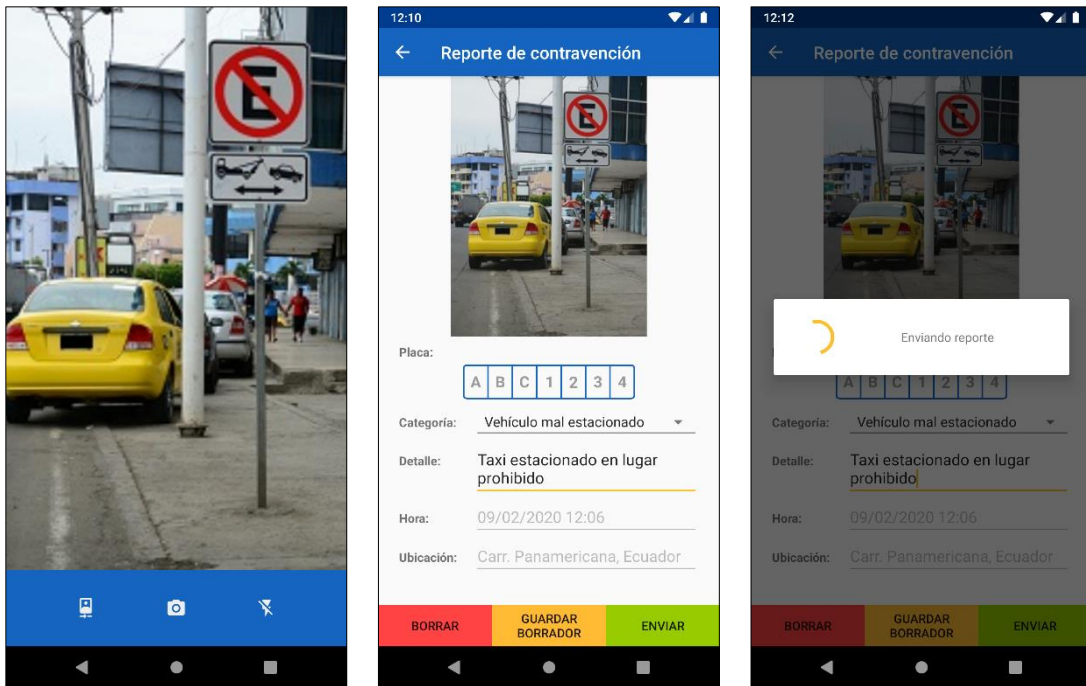 E
12:10
Reporte de contravención
E
Placa:
A B C 1 2 3 4
Categoría: Vehículo mal estacionado
Detalle: Taxi estacionado en lugar
prohibido
Hora: 09/02/2020 12:06
Ubicación: Carr. Panamericana, Ecuador
BORRAR GUARDAR
BORRADOR ENVIAR
12:12
Reporte de contravención
E
Enviando reporte
A B C 1 2 3 4
Categoría: Vehículo mal estacionado
Detalle: Taxi estacionado en lugar
prohibido
Hora: 09/02/2020 12:06
Ubicación: Carr. Panamericana, Ecuador
BORRAR GUARDAR
BORRADOR ENVIAR